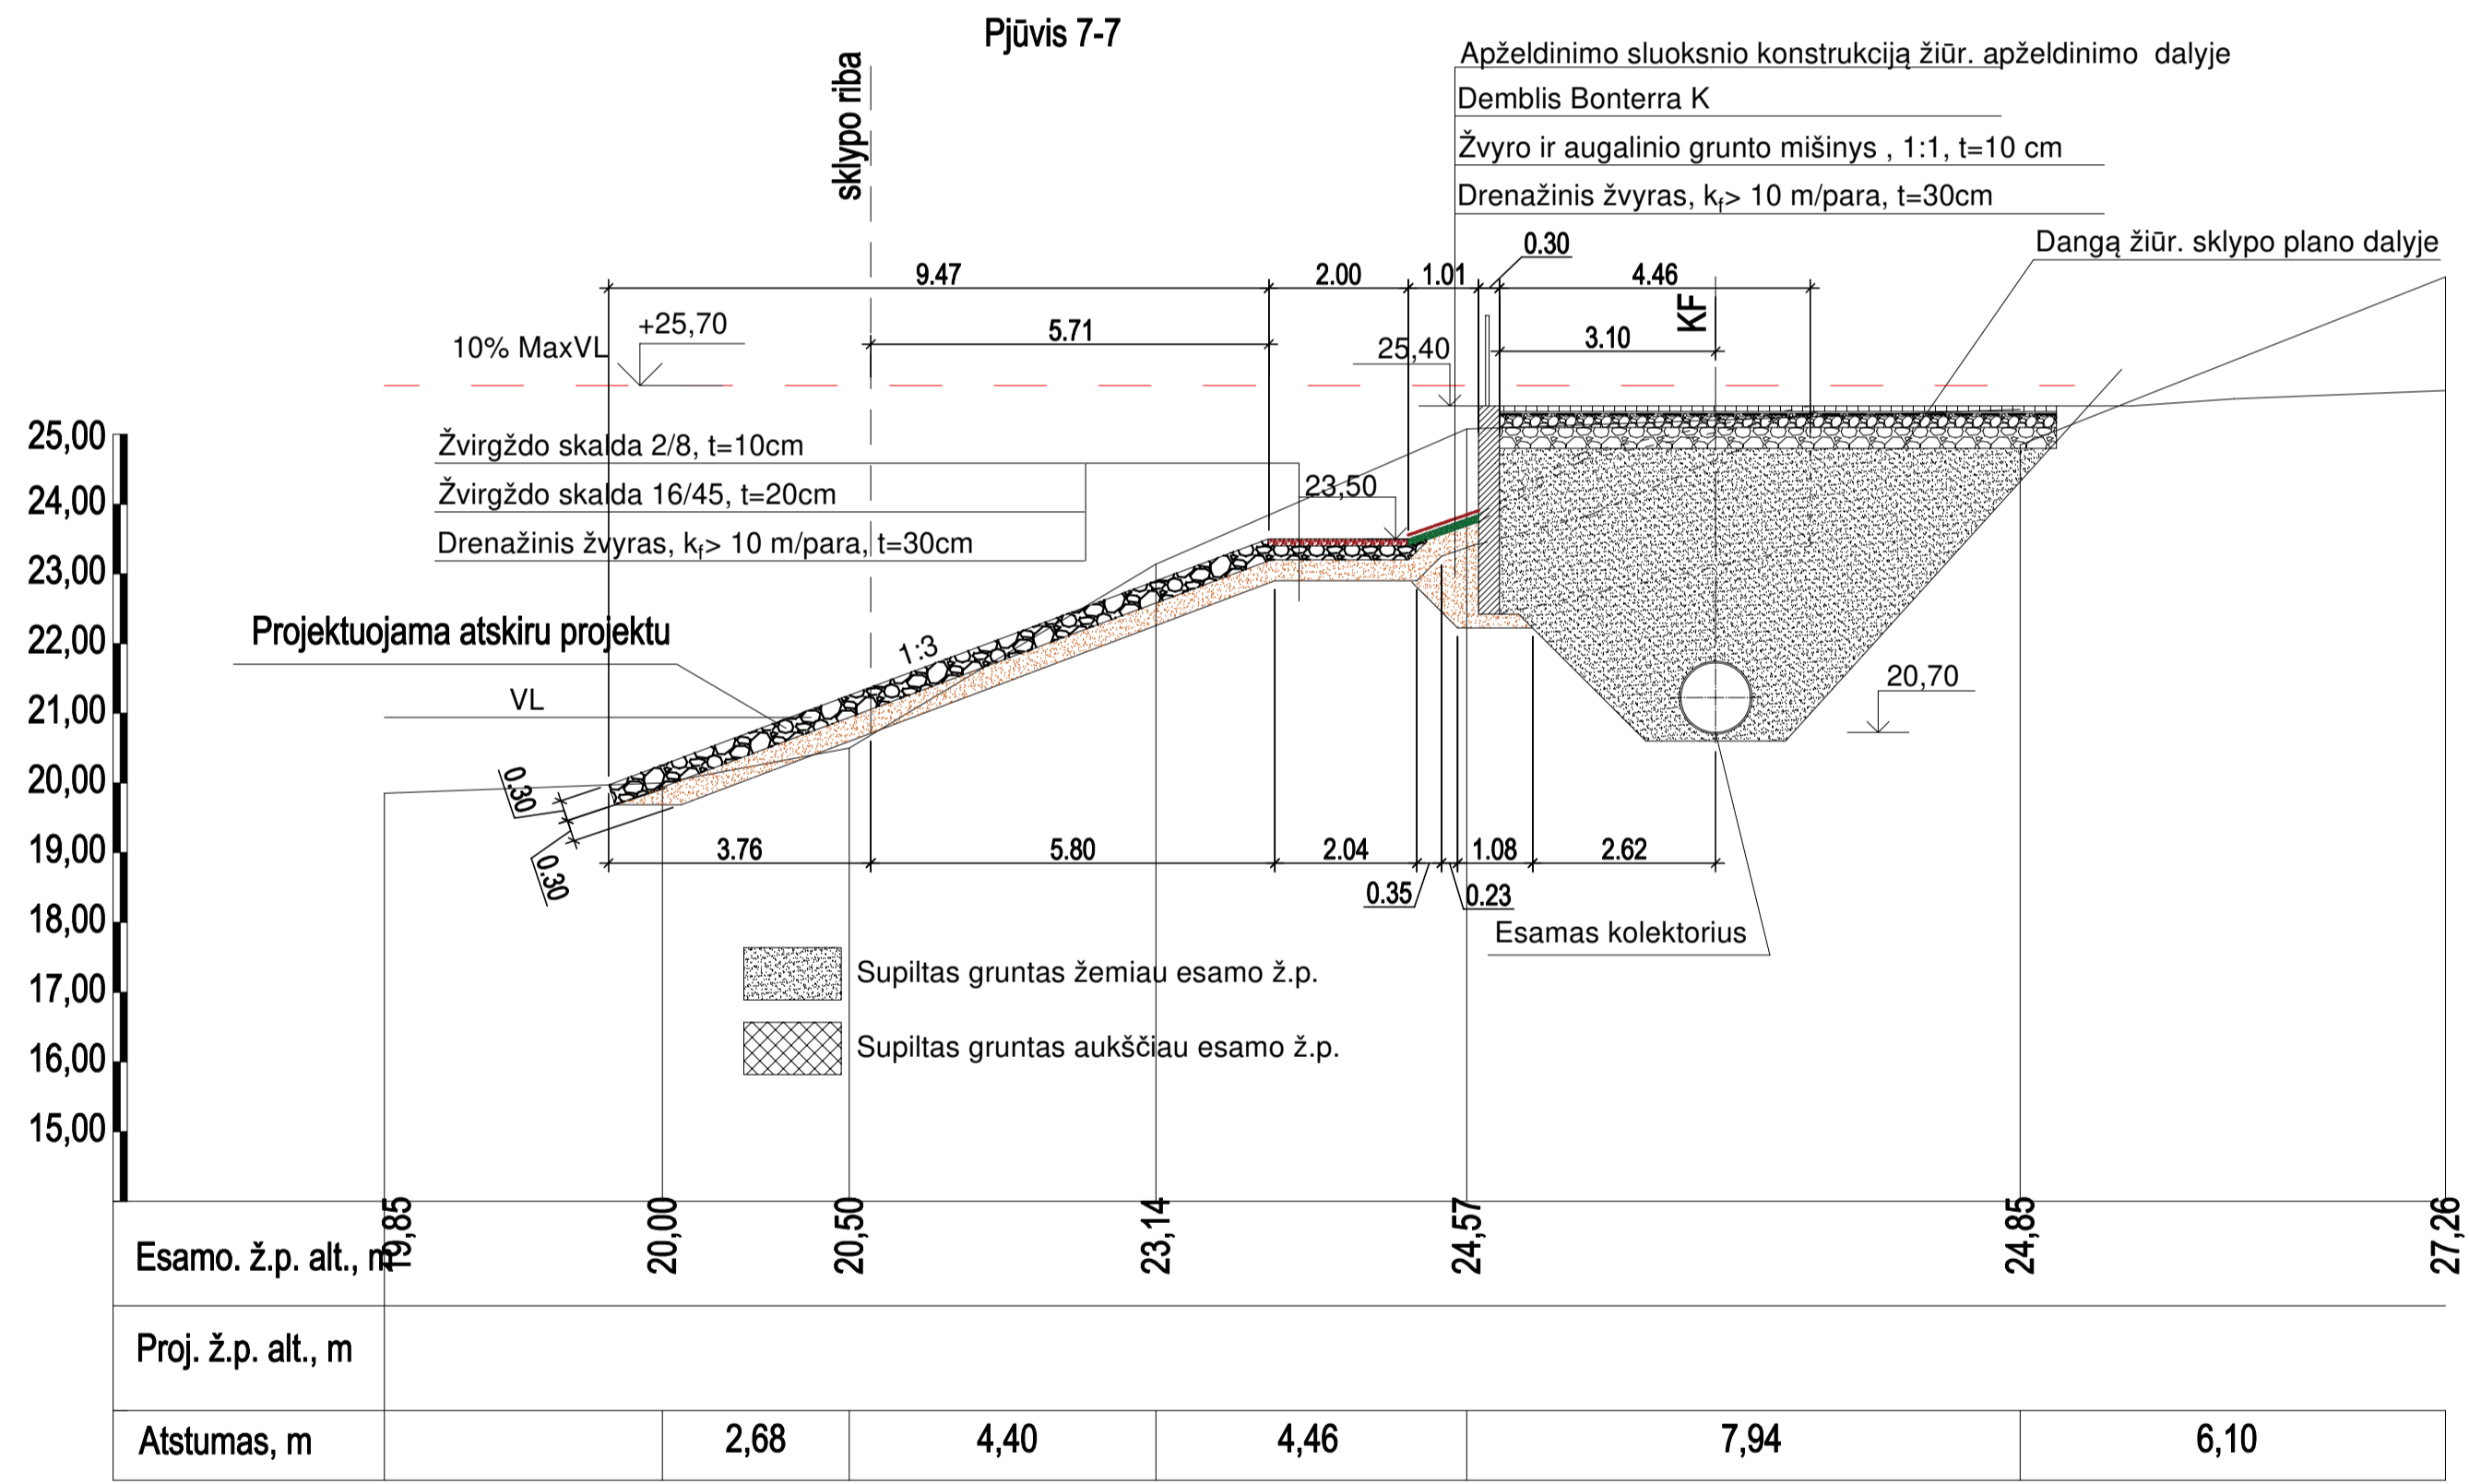 Pjūvis 7-7
sklypo riba
Apželdinimo sluoksnio konstrukciją žiūr. apželdinimo dalyje
Demblis Bonterra K
Žvyro ir augalinio grunto mišinys , 1:1, t=10 cm
Drenažinis žvyras, kf> 10 m/para, t=30cm
Dangą žiūr. sklypo plano dalyje
0.30
9.47
2.00
1.01
4.46
KF
5.71
3.10
10% MaxVL
+25,70
25,40
Žvirgždo skalda 2/8, t=10cm
Žvirgždo skalda 16/45, t=20cm
Drenažinis žvyras, kf> 10 m/para, t=30cm
23,50
Projektuojama atskiru projektu
1:3
VL
20,70
0.30
0.30
3.76
5.80
2.04
1.08
2.62
0.35
0.23
Esamas kolektorius
25,00
24,00
23,00
22,00
21,00
20,00
19,00
18,00
17,00
16,00
15,00
Supiltas gruntas žemiau esamo ž.p.
Supiltas gruntas aukščiau esamo ž.p.
Esamo. ž.p. alt., m
19,85
20,00
20,50
23,14
24,57
24,85
27,26
Proj. ž.p. alt., m
Atstumas, m
2,68
4,40
4,46
7,94
6,10